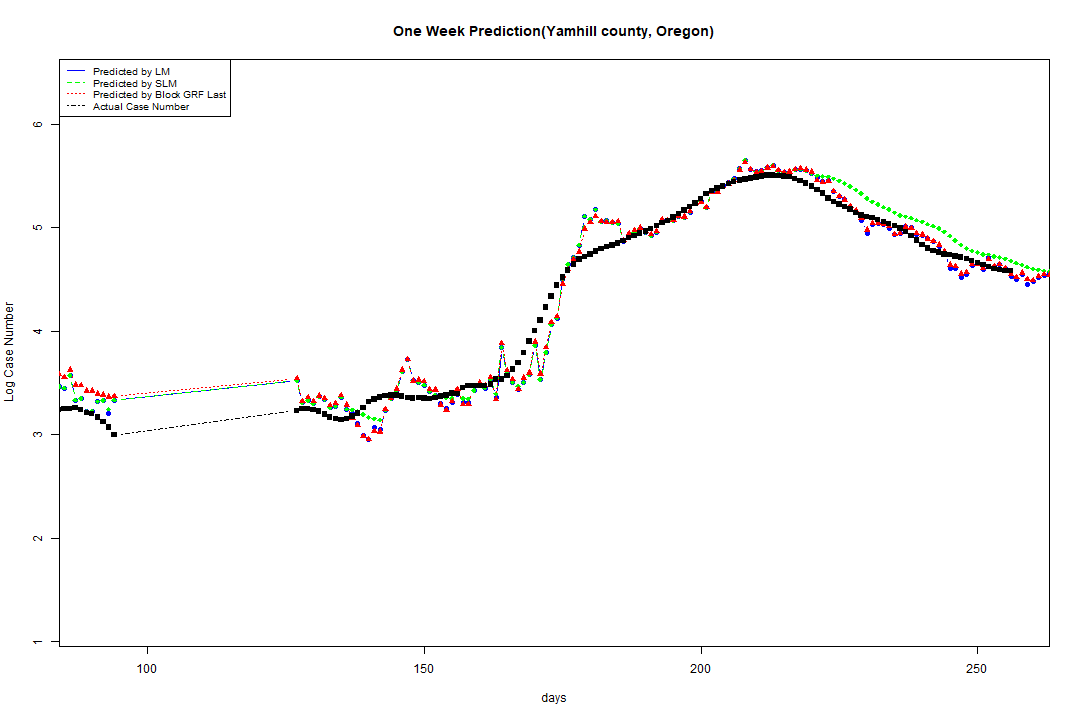 One Week Prediction(Yamhill county, Oregon)
Predicted by LM
Predicted by SLM
Predicted by Block GRF Last
Actual Case Number
6
5
4
3
2
1
Log Case Number
100
150
200
250
days